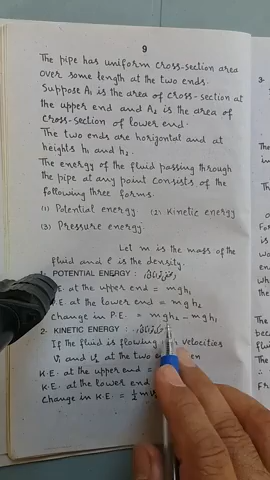 9
The pipe has uniform cross-section area
over some length at the two ends.
Suppose A₁ is the area of cross-section at
the upper end and A₂ is the area of
cross-section of lower end.
The two ends are horizontal and at
heights h₁ and h₂.
The energy of the fluid passing through
the pipe at any point consists of the
following three forms.
(1) Potential energy (2) Kinetic energy
(3) Pressure energy.
Let m is the mass of the
fluid and ρ is the density.
1- POTENTIAL ENERGY :
.E. at the upper end = mgh₁
.E. at the lower end = mgh₂
Change in P.E. = mgh₂ - mgh₁
2- KINETIC ENERGY :
If the fluid is flowing velocities
V₁ and V₂ at the two en
K.E. at the upper end =
K.E. at the lower end
Change in K.E. = ½ m